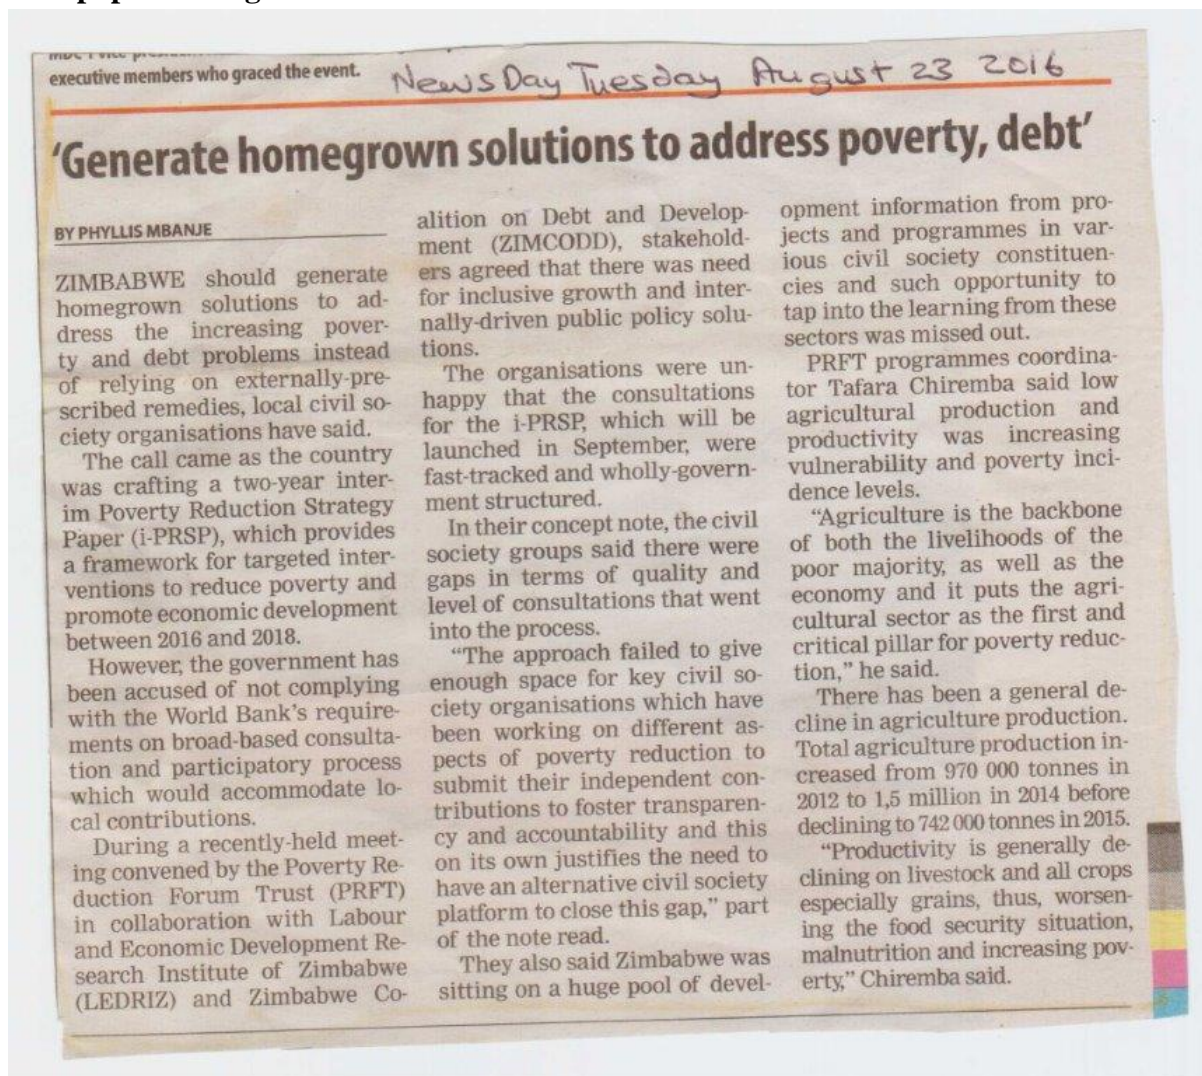 executive members who graced the event.
NewsDay Tuesday August 23 2016
'Generate homegrown solutions to address poverty, debt'
BY PHYLLIS MBANJE
ZIMBABWE should generate
homegrown solutions to ad-
dress the increasing pover-
ty and debt problems instead
of relying on externally-pre-
scribed remedies, local civil so-
ciety organisations have said.
The call came as the country
was crafting a two-year inter-
im Poverty Reduction Strategy
Paper (i-PRSP), which provides
a framework for targeted inter-
ventions to reduce poverty and
promote economic development
between 2016 and 2018.
However, the government has
been accused of not complying
with the World Bank's require-
ments on broad-based consulta-
tion and participatory process
which would accommodate lo-
cal contributions.
During a recently-held meet-
ing convened by the Poverty Re-
duction Forum Trust (PRFT)
in collaboration with Labour
and Economic Development Re-
search Institute of Zimbabwe
(LEDRIZ) and Zimbabwe Co-
alition on Debt and Develop-
ment (ZIMCODD), stakehold-
ers agreed that there was need
for inclusive growth and inter-
nally-driven public policy solu-
tions.
The organisations were un-
happy that the consultations
for the i-PRSP, which will be
launched in September, were
fast-tracked and wholly-govern-
ment structured.
In their concept note, the civil
society groups said there were
gaps in terms of quality and
level of consultations that went
into the process.
"The approach failed to give
enough space for key civil so-
ciety organisations which have
been working on different as-
pects of poverty reduction to
submit their independent con-
tributions to foster transparen-
cy and accountability and this
on its own justifies the need to
have an alternative civil society
platform to close this gap," part
of the note read.
They also said Zimbabwe was
sitting on a huge pool of devel-
opment information from pro-
jects and programmes in var-
ious civil society constituen-
cies and such opportunity to
tap into the learning from these
sectors was missed out.
PRFT programmes coordina-
tor Tafara Chiremba said low
agricultural production and
productivity was increasing
vulnerability and poverty inci-
dence levels.
"Agriculture is the backbone
of both the livelihoods of the
poor majority, as well as the
economy and it puts the agri-
cultural sector as the first and
critical pillar for poverty reduc-
tion," he said.
There has been a general de-
cline in agriculture production.
Total agriculture production in-
creased from 970 000 tonnes in
2012 to 1,5 million in 2014 before
declining to 742 000 tonnes in 2015.
"Productivity is generally de-
clining on livestock and all crops
especially grains, thus, worsen-
ing the food security situation,
malnutrition and increasing pov-
erty," Chiremba said.